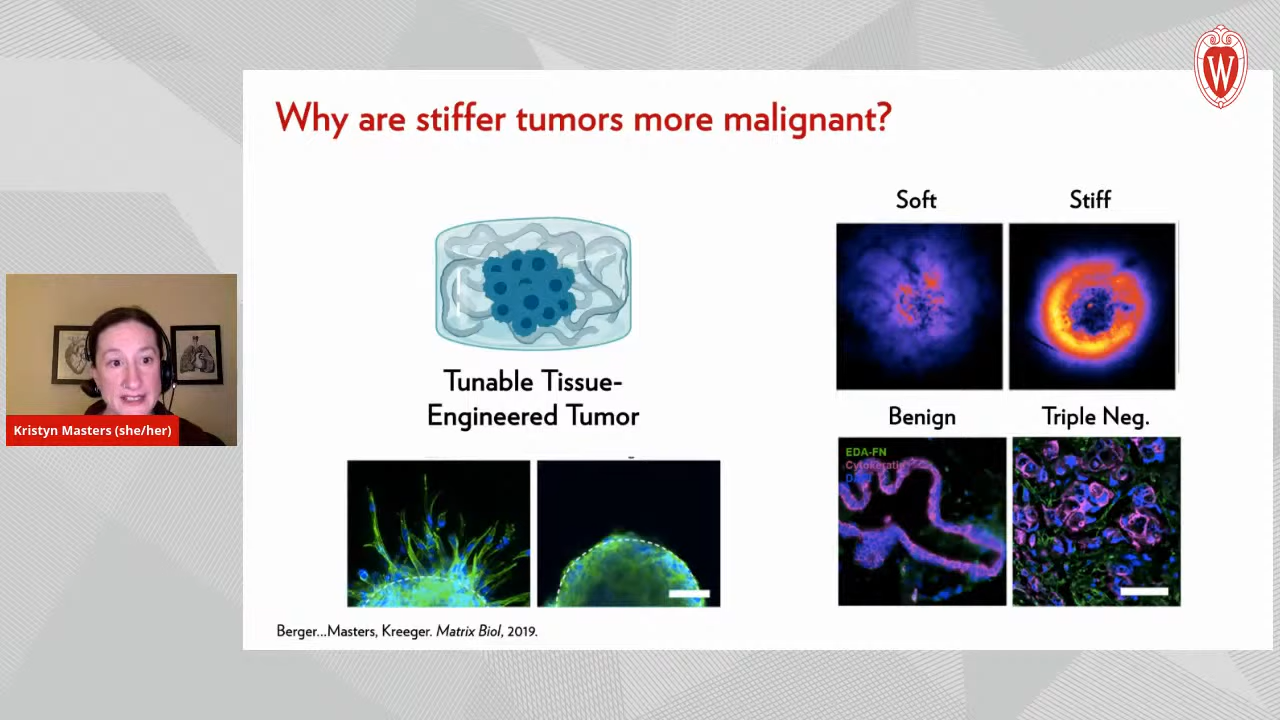 W
Why are stiffer tumors more malignant?
Soft
Stiff
Tunable Tissue-
Engineered Tumor
Benign
Triple Neg.
EDA-FN
Cytokeratin
DAPI
Kristyn Masters (she/her)
Berger...Masters, Kreeger. Matrix Biol, 2019.